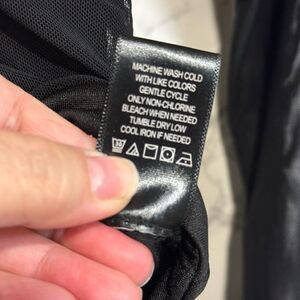 MACHINE WASH COLD
WITH LIKE COLORS
GENTLE CYCLE
ONLY NON-CHLORINE
BLEACH WHEN NEEDED
TUMBLE DRY LOW
COOL IRON IF NEEDED
30